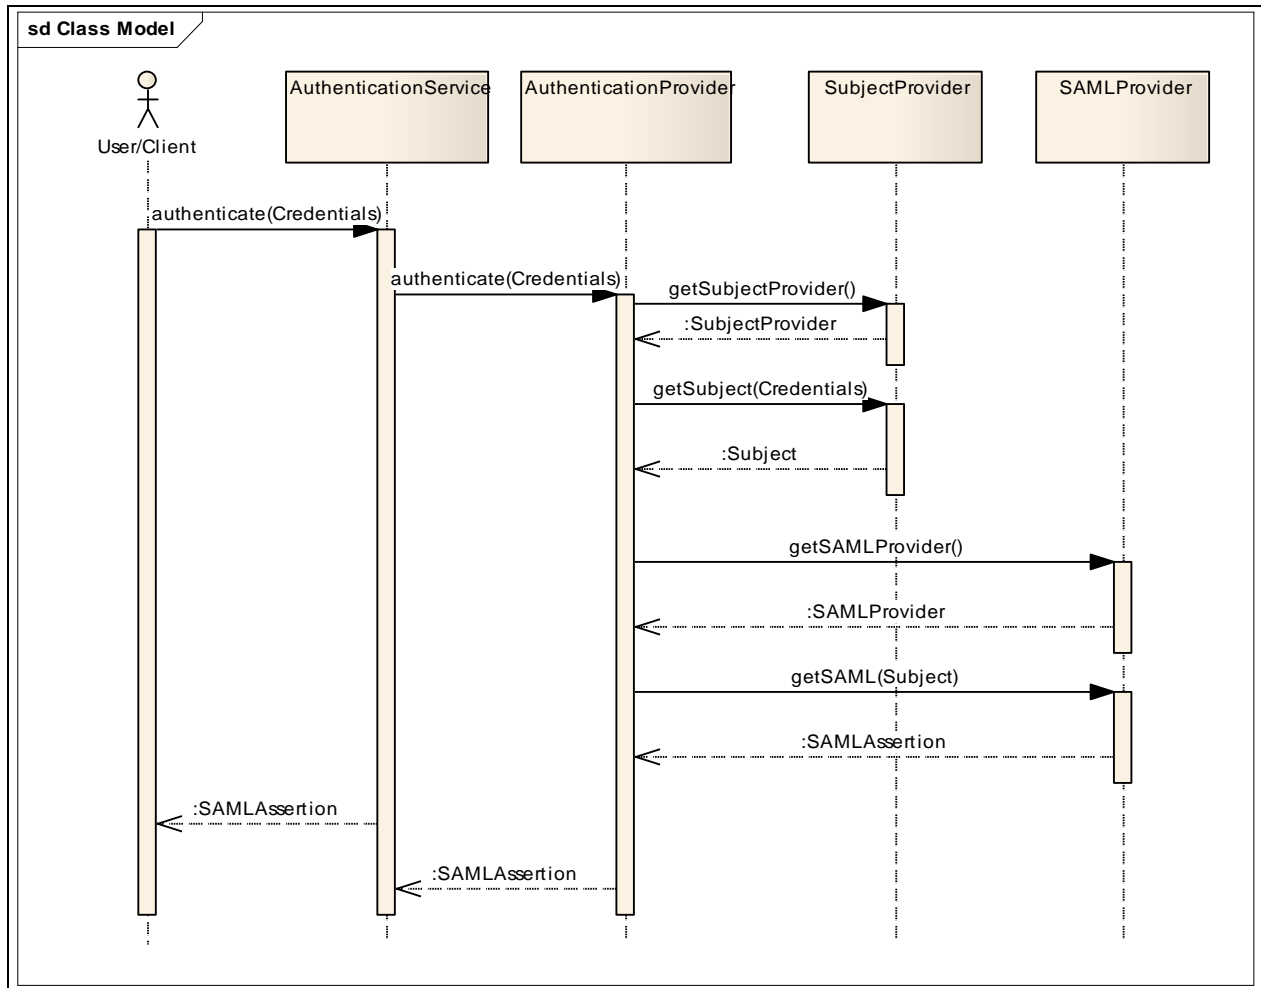 sd Class Model
User/Client
AuthenticationService
AuthenticationProvider
SubjectProvider
SAMLProvider
authenticate(Credentials)
authenticate(Credentials)
getSubjectProvider()
:SubjectProvider
getSubject(Credentials)
:Subject
getSAMLProvider()
:SAMLProvider
getSAML(Subject)
:SAMLAssertion
:SAMLAssertion
:SAMLAssertion